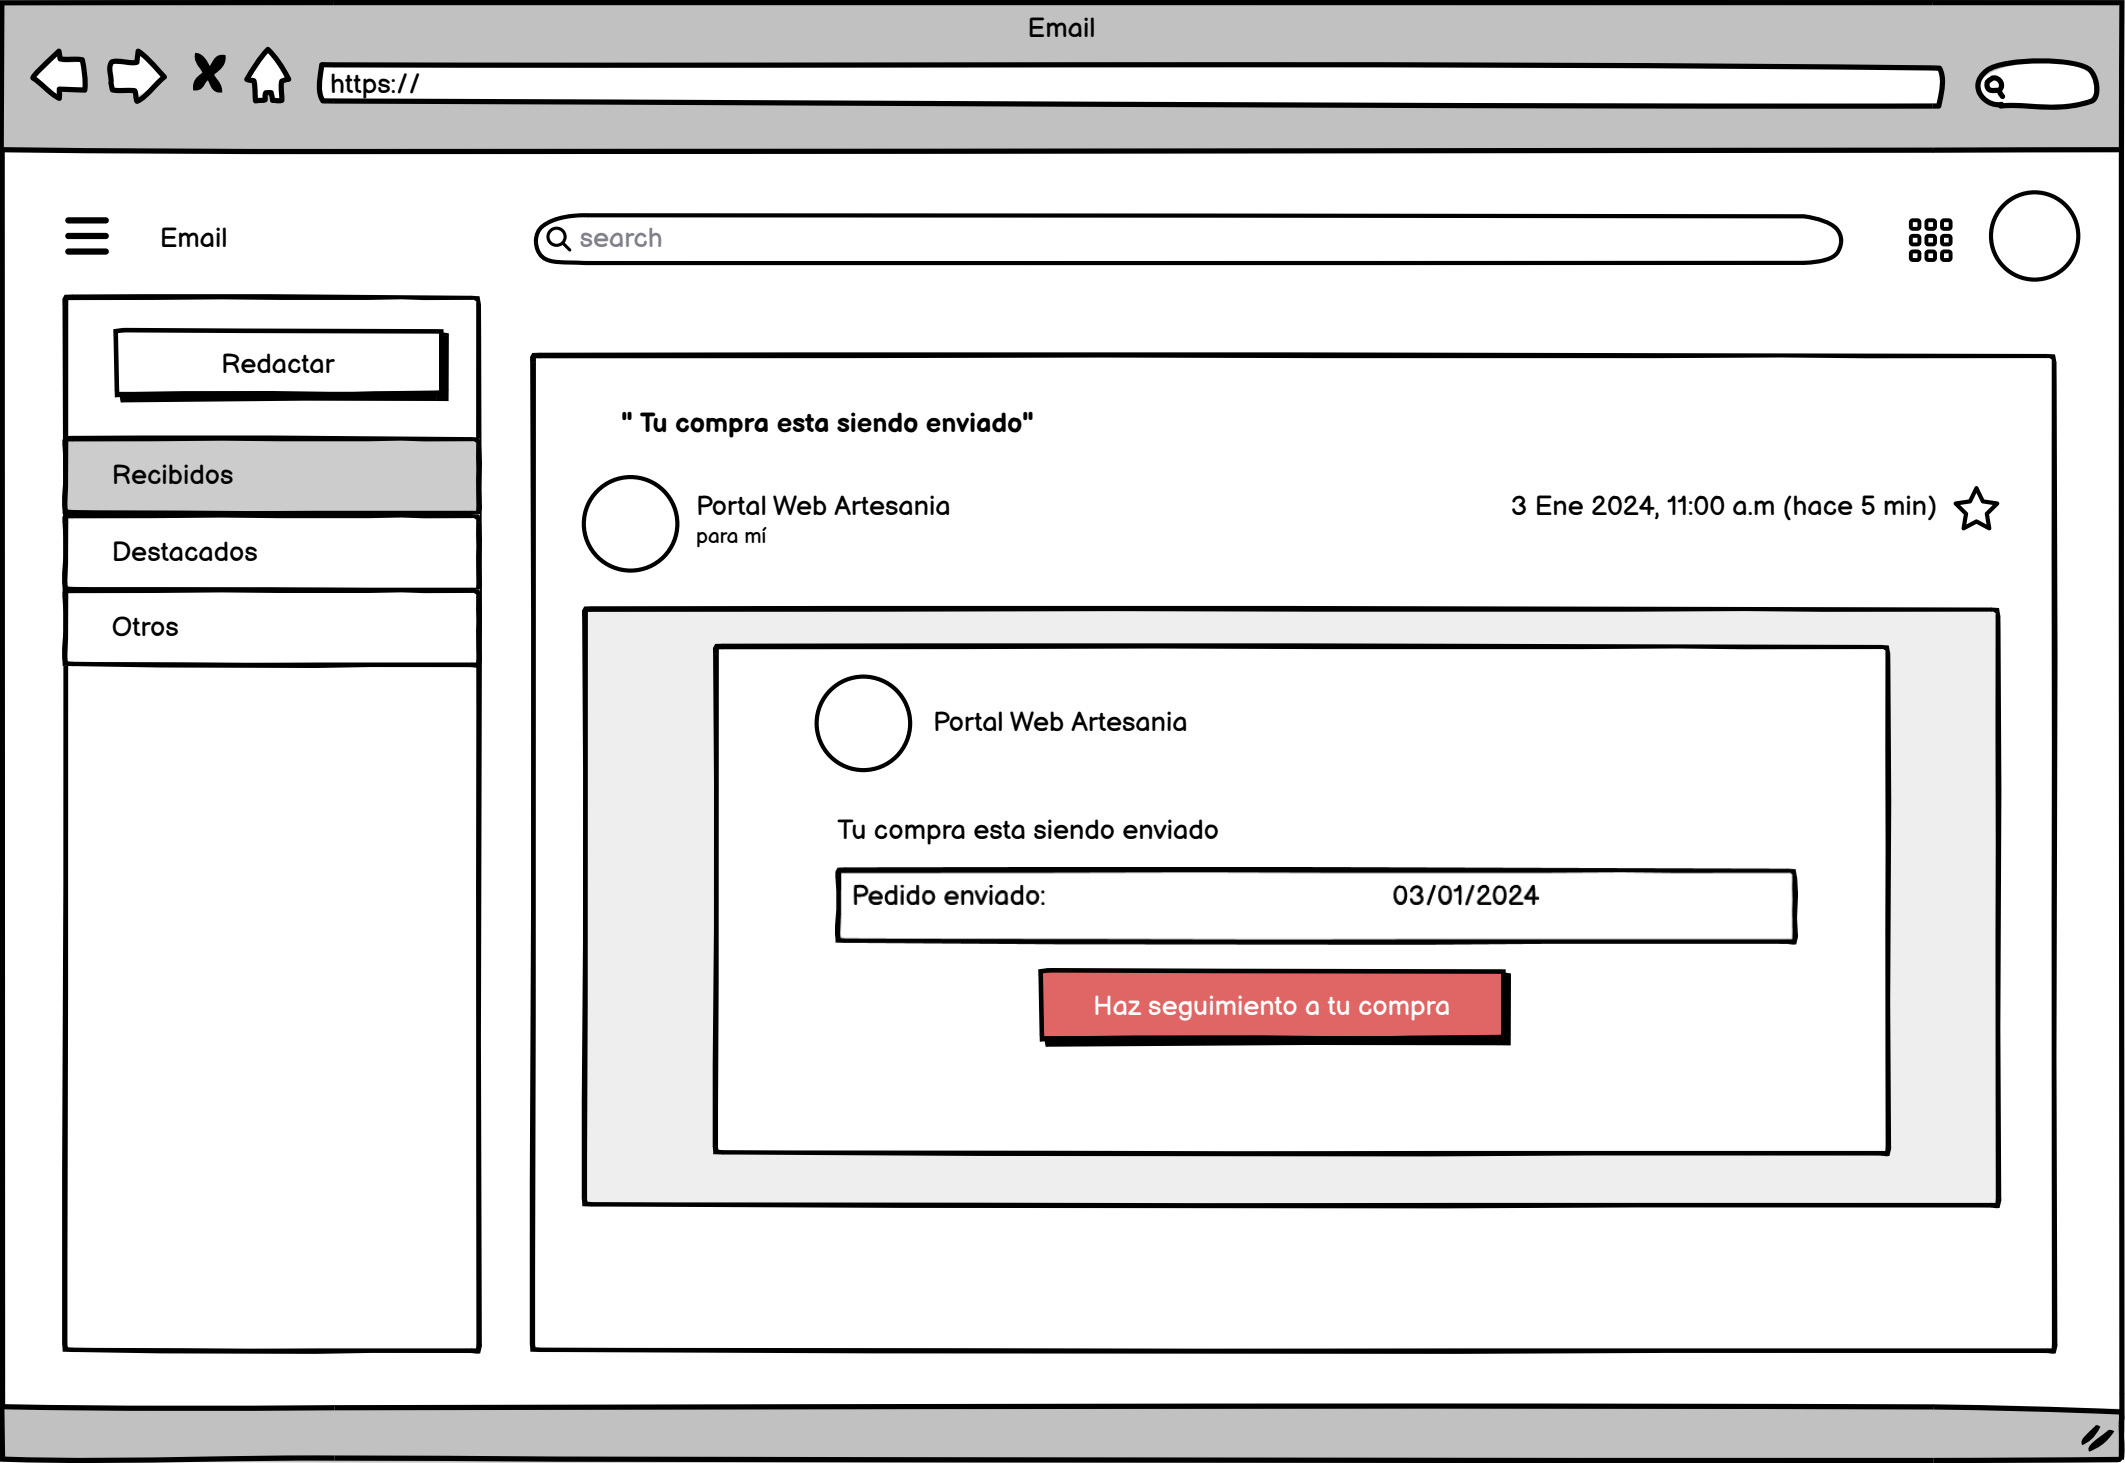 Email
https://
Email
search
Redactar
Recibidos
Destacados
Otros
" Tu compra esta siendo enviado"
Portal Web Artesania
para mí
3 Ene 2024, 11:00 a.m (hace 5 min)
Portal Web Artesania
Tu compra esta siendo enviado
Pedido enviado: 03/01/2024
Haz seguimiento a tu compra